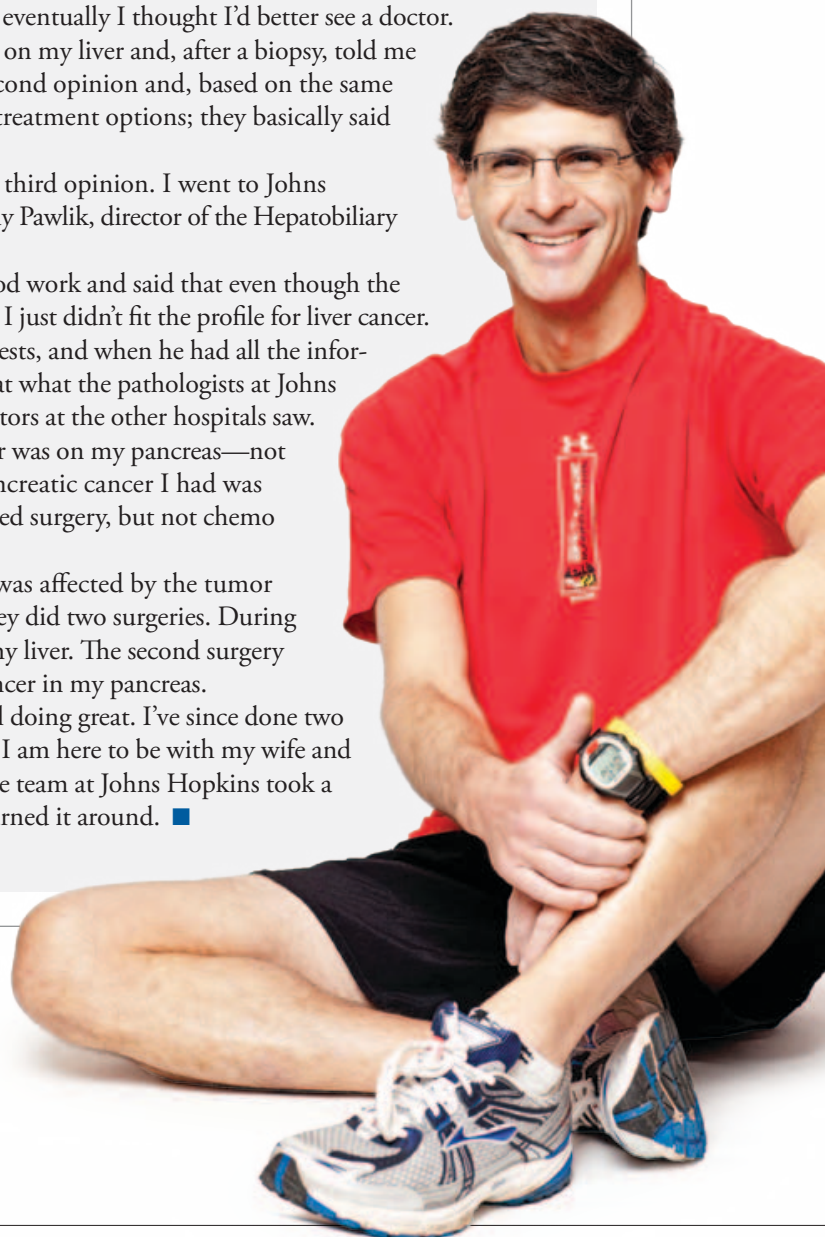 eventually I thought I’d better see a doctor.
on my liver and, after a biopsy, told me
cond opinion and, based on the same
treatment options; they basically said
third opinion. I went to Johns
y Pawlik, director of the Hepatobiliary
od work and said that even though the
I just didn’t fit the profile for liver cancer.
ests, and when he had all the infor-
at what the pathologists at Johns
tors at the other hospitals saw.
r was on my pancreas—not
ncreatic cancer I had was
ed surgery, but not chemo
was affected by the tumor
ey did two surgeries. During
y liver. The second surgery
ncer in my pancreas.
l doing great. I’ve since done two
I am here to be with my wife and
e team at Johns Hopkins took a
rned it around. ■